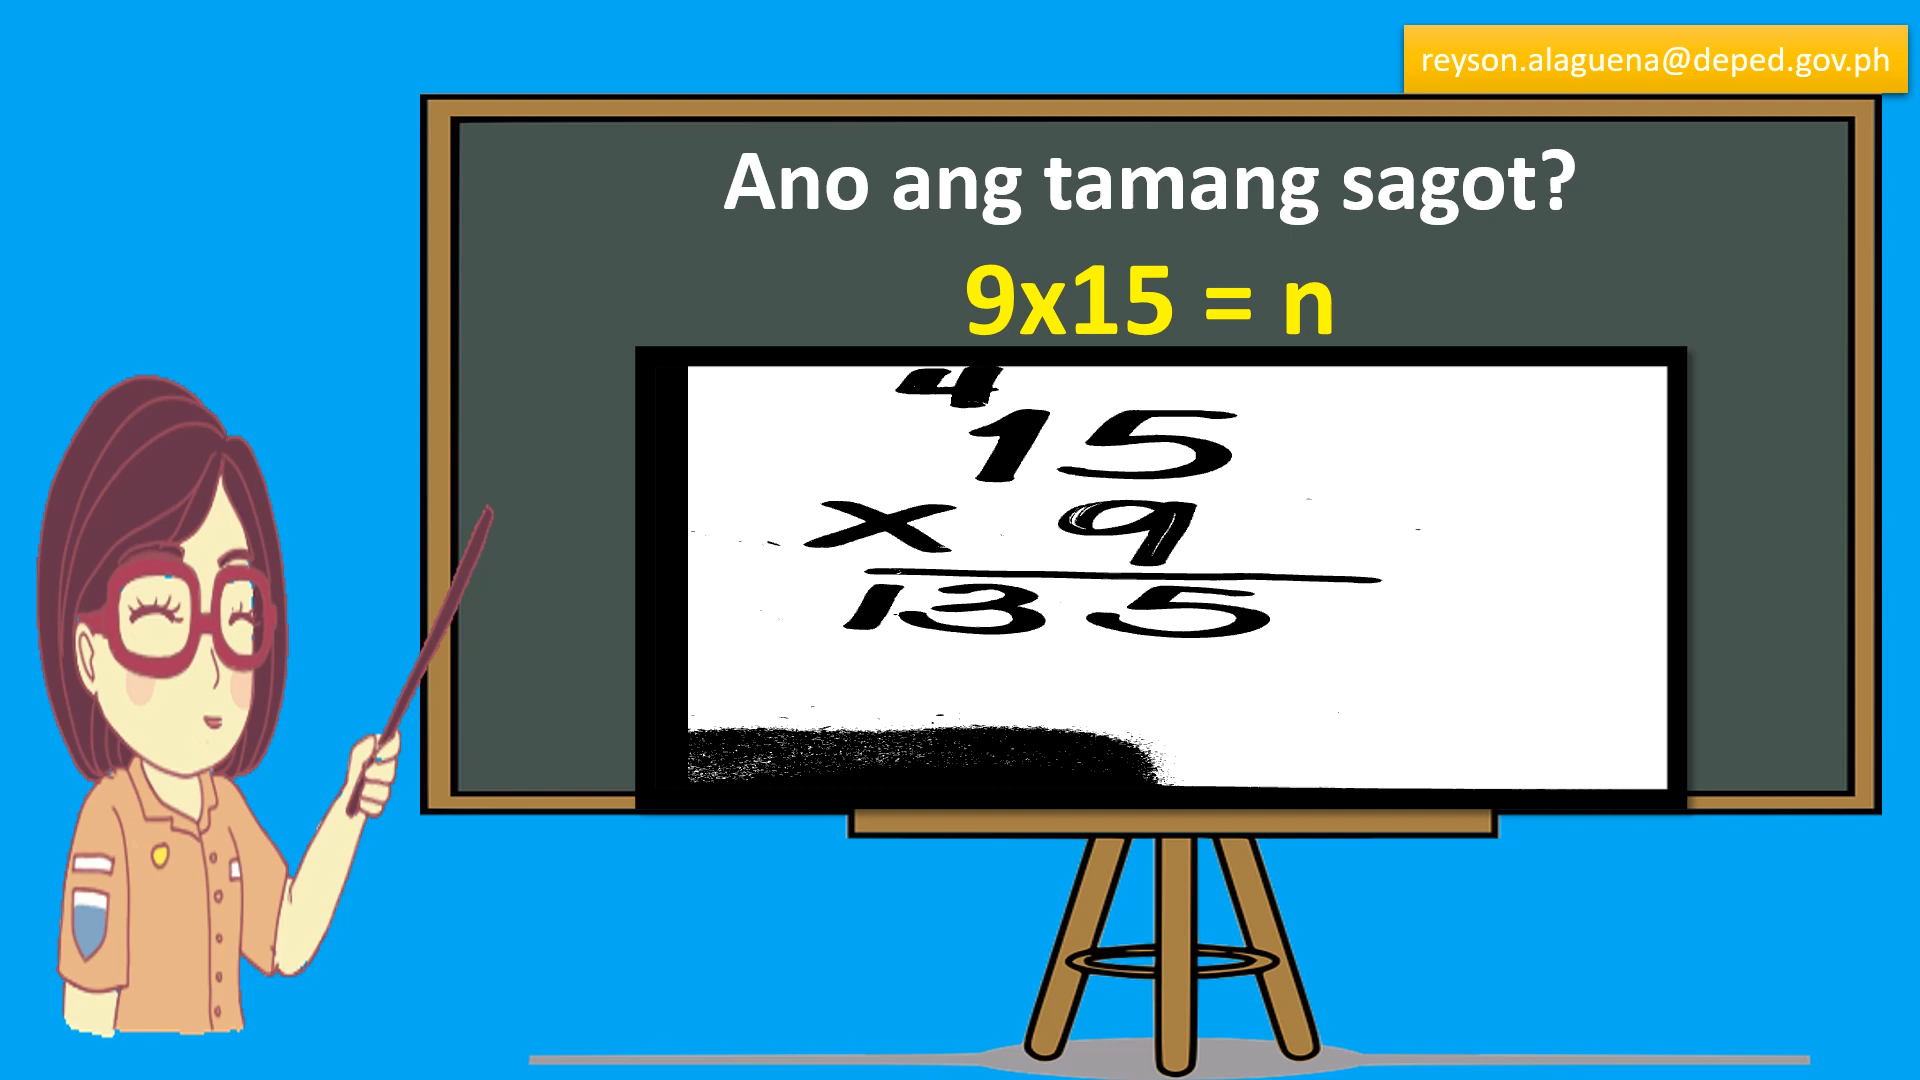 reyson.alaguena@deped.gov.ph
Ano ang tamang sagot?
9x15 = n
4
15
x 9
135